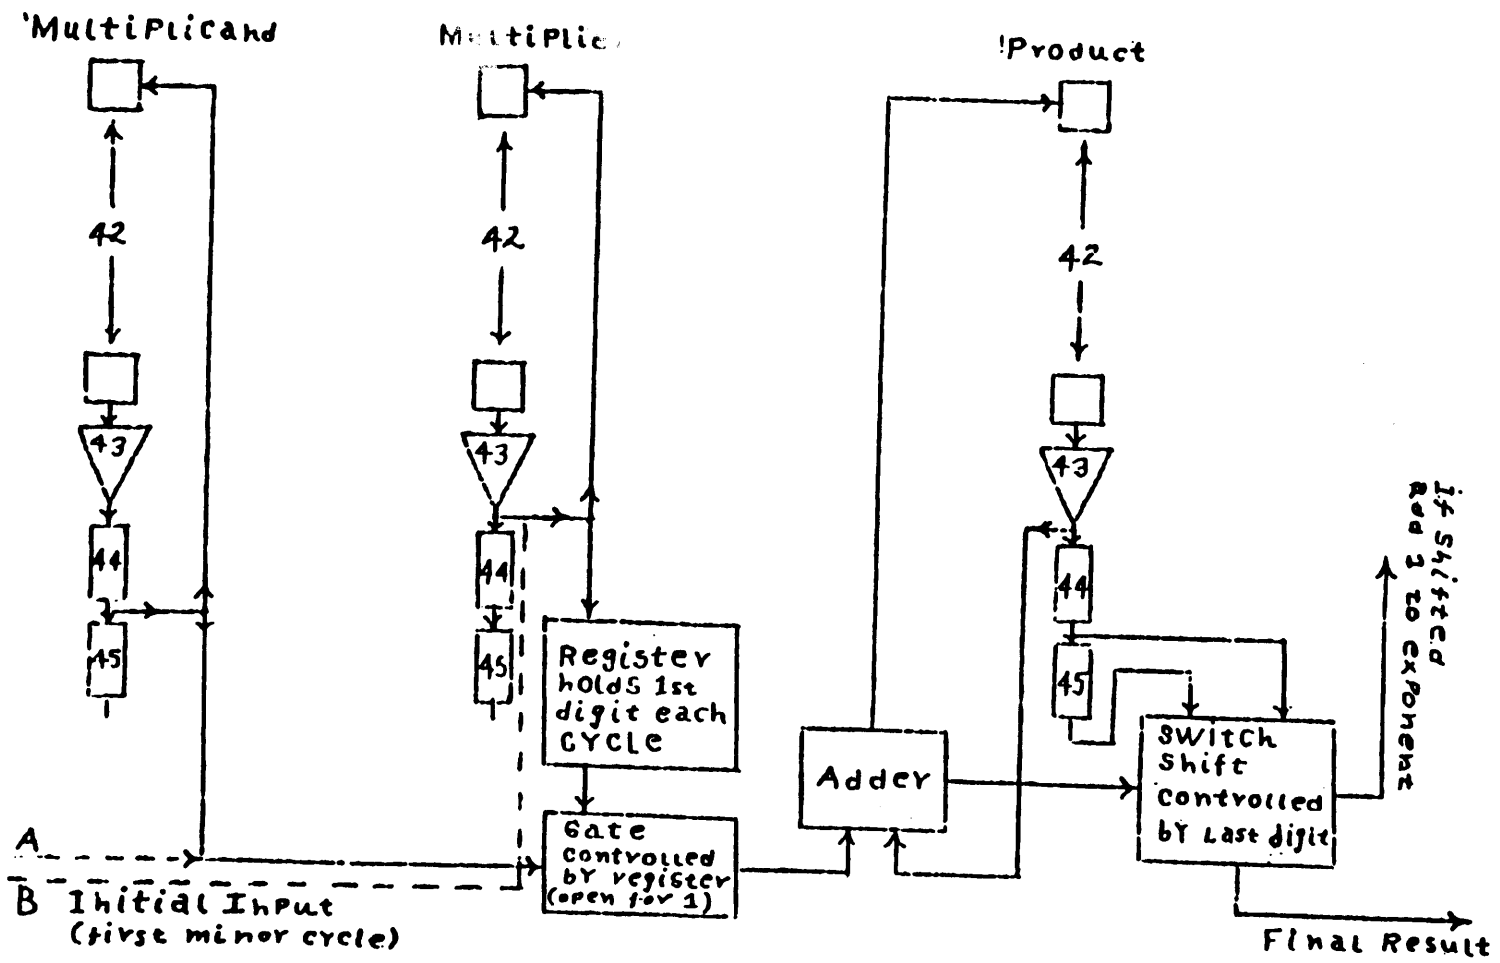 'MultiPlicand
MultiPlie
!Product
42
42
42
43
43
43
44
44
44
45
45
45
Register
holds 1st
digit each
CYCLE
Adder
SWitch
Shift
controlled
bY Last digit
Gate
controlled
bY register
(open for 1)
if Shifted
Add 1 to exponent
A
B Initial Input
(first minor cycle)
Final Result